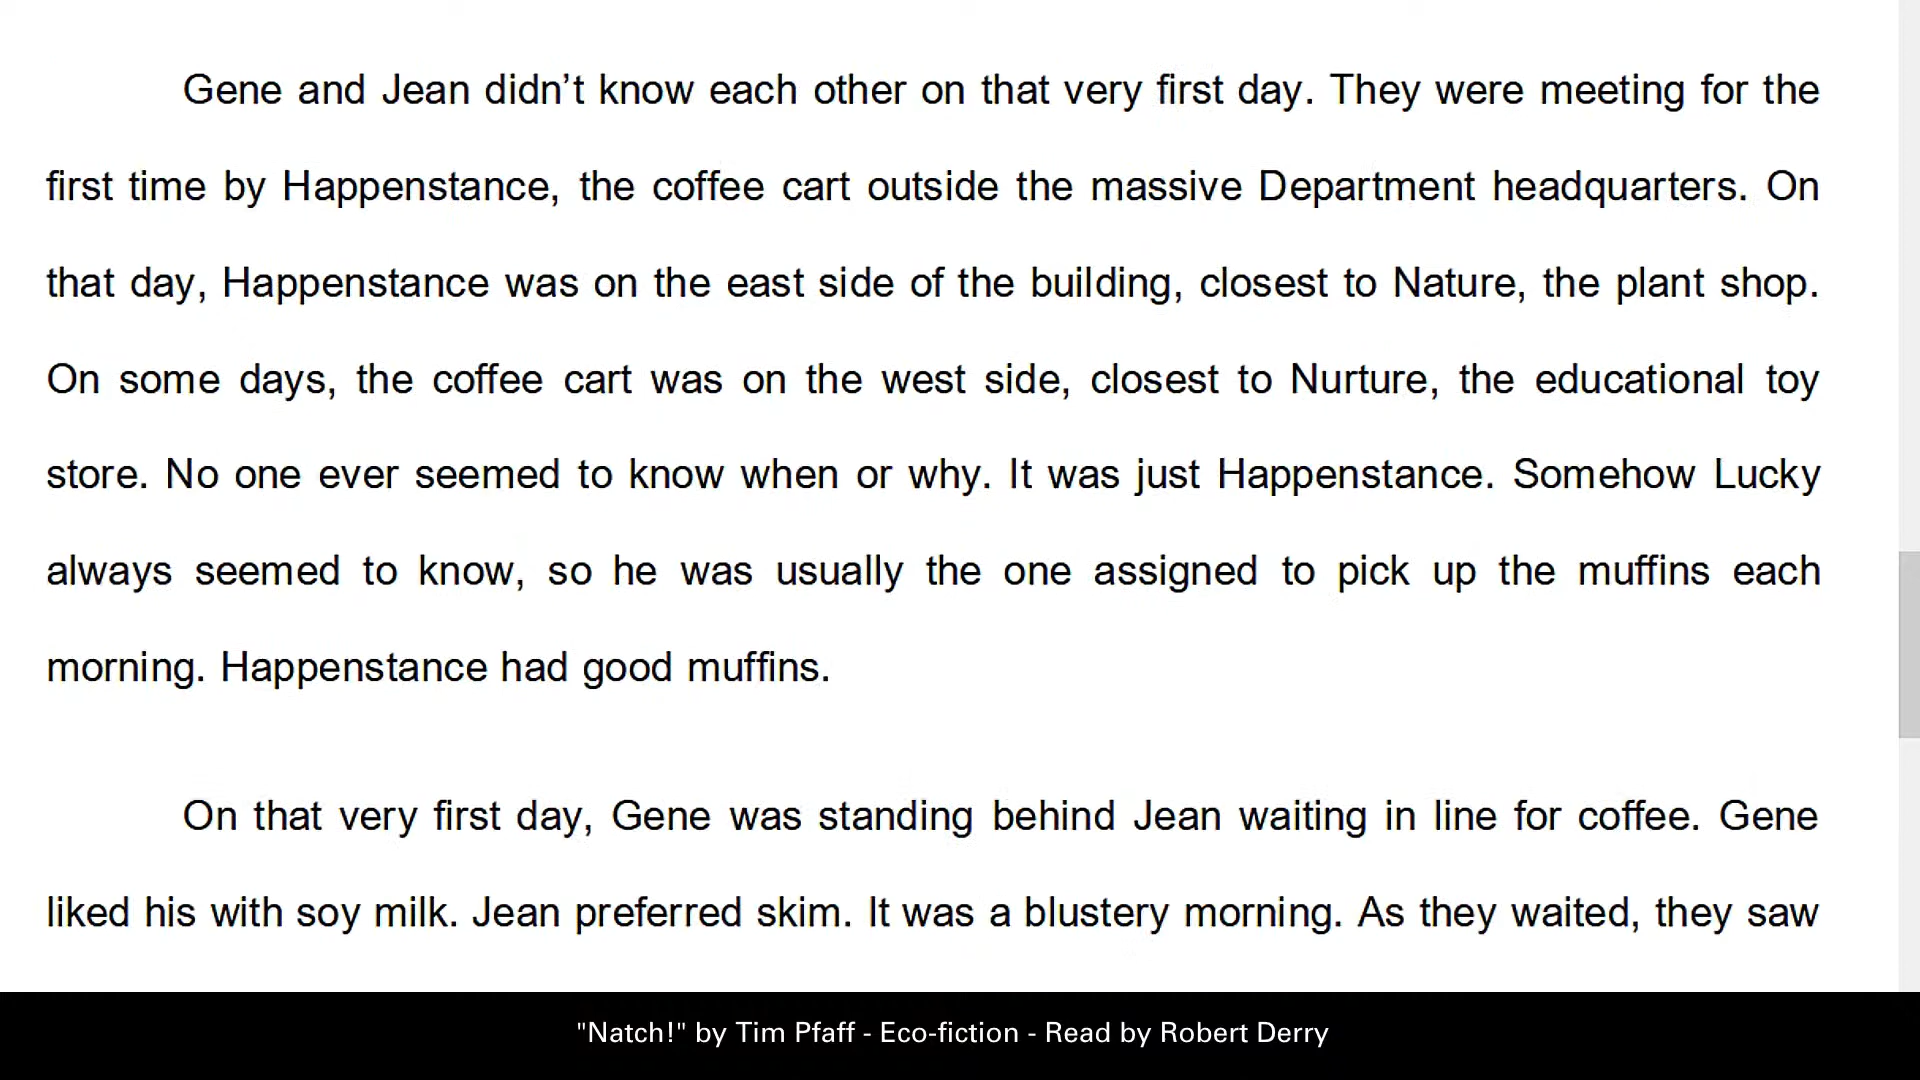 Gene and Jean didn’t know each other on that very first day. They were meeting for the
first time by Happenstance, the coffee cart outside the massive Department headquarters. On
that day, Happenstance was on the east side of the building, closest to Nature, the plant shop.
On some days, the coffee cart was on the west side, closest to Nurture, the educational toy
store. No one ever seemed to know when or why. It was just Happenstance. Somehow Lucky
always seemed to know, so he was usually the one assigned to pick up the muffins each
morning. Happenstance had good muffins.
On that very first day, Gene was standing behind Jean waiting in line for coffee. Gene
liked his with soy milk. Jean preferred skim. It was a blustery morning. As they waited, they saw
"Natch!" by Tim Pfaff - Eco-fiction - Read by Robert Derry